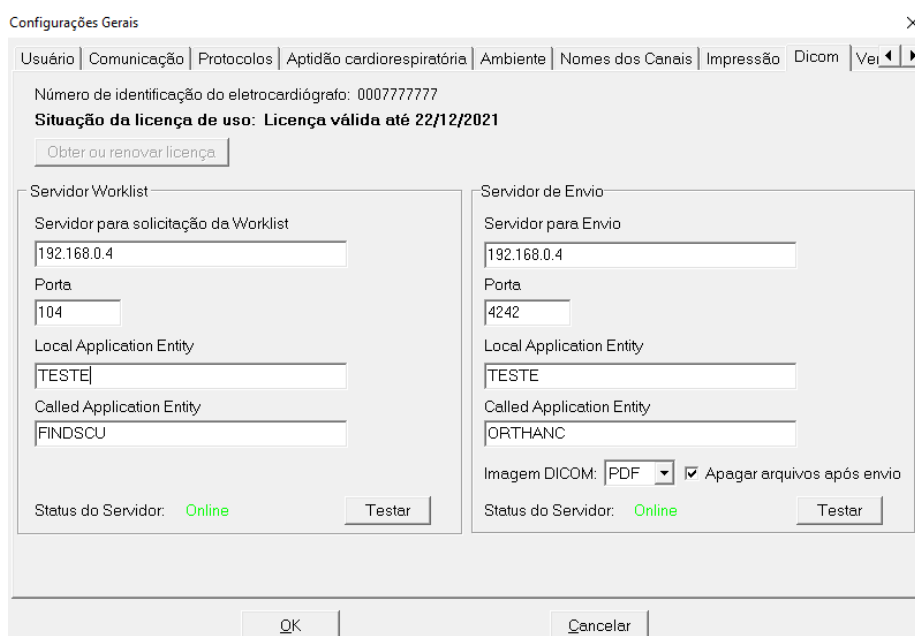 Configurações Gerais
Usuário Comunicação Protocolos Aptidão cardiorespiratória Ambiente Nomes dos Canais Impressão Dicom
Número de identificação do eletrocardiógrafo: 0007777777
Situação da licença de uso: Licença válida até 22/12/2021
Obter ou renovar licença
Servidor Worklist
Servidor para solicitação da Worklist
192.168.0.4
Porta
104
Local Application Entity
TESTE
Called Application Entity
FINDSCU
Status do Servidor: Online Testar
Servidor de Envio
Servidor para Envio
192.168.0.4
Porta
4242
Local Application Entity
TESTE
Called Application Entity
ORTHANC
Imagem DICOM: PDF Apagar arquivos após envio
Status do Servidor: Online Testar
OK Cancelar